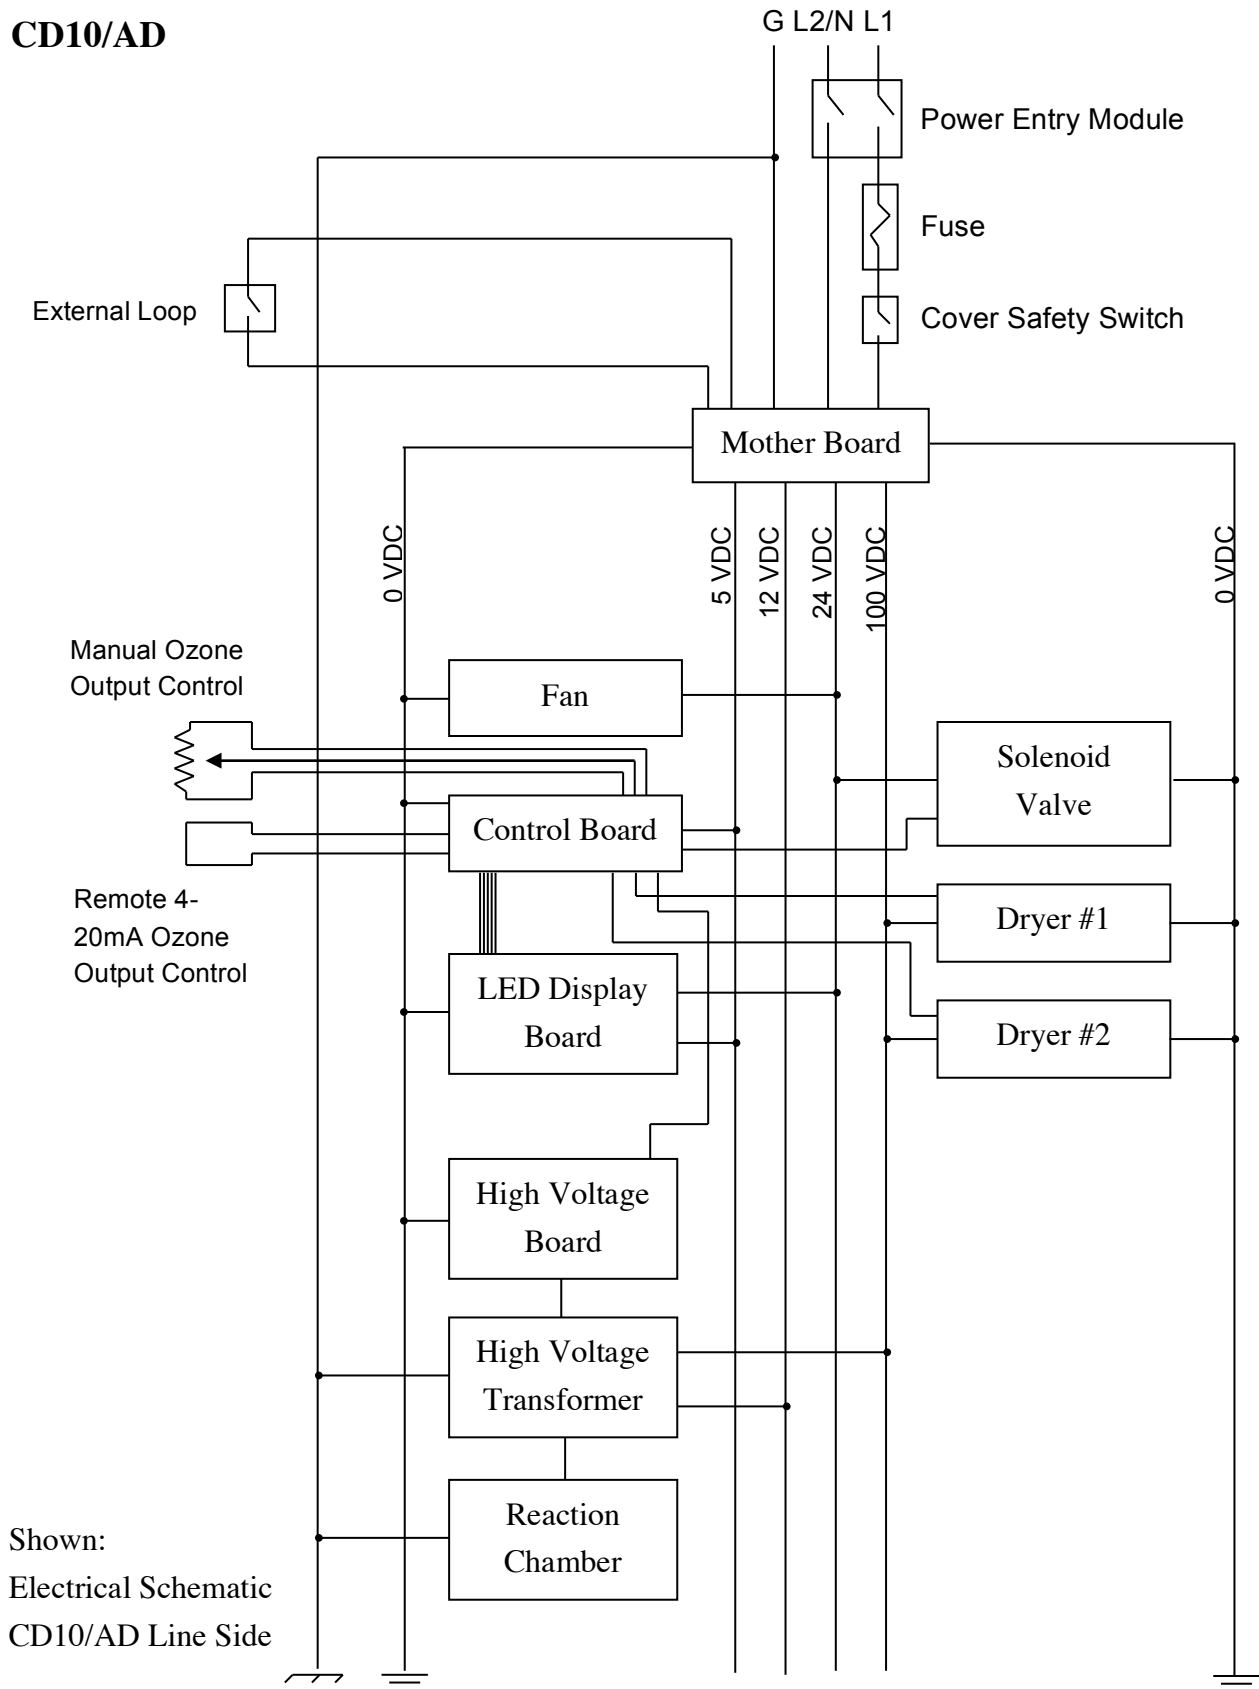 CD10/AD
G L2/N L1
Power Entry Module
Fuse
External Loop
Cover Safety Switch
Mother Board
0 VDC
5 VDC
12 VDC
24 VDC
100 VDC
0 VDC
Manual Ozone
Output Control
Fan
Solenoid
Valve
Control Board
Remote 4-
20mA Ozone
Output Control
Dryer #1
LED Display
Board
Dryer #2
High Voltage
Board
High Voltage
Transformer
Reaction
Chamber
Shown:
Electrical Schematic
CD10/AD Line Side